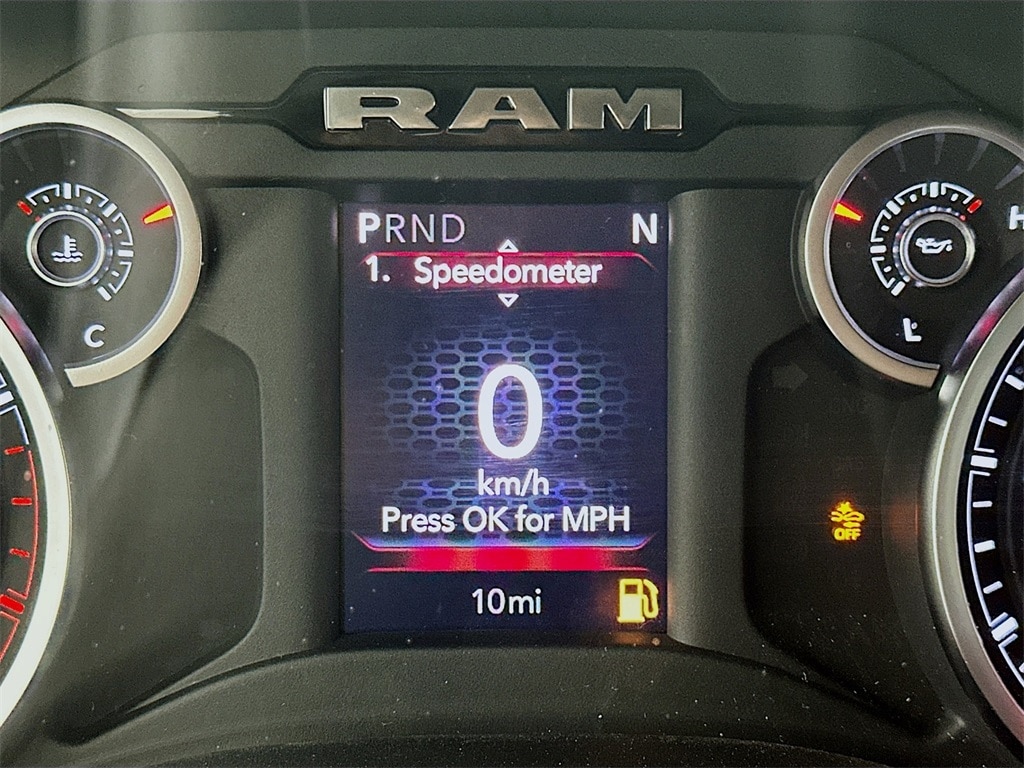 RAM
PRND N
1. Speedometer
0
km/h
Press OK for MPH
10mi
C
H
L
OFF